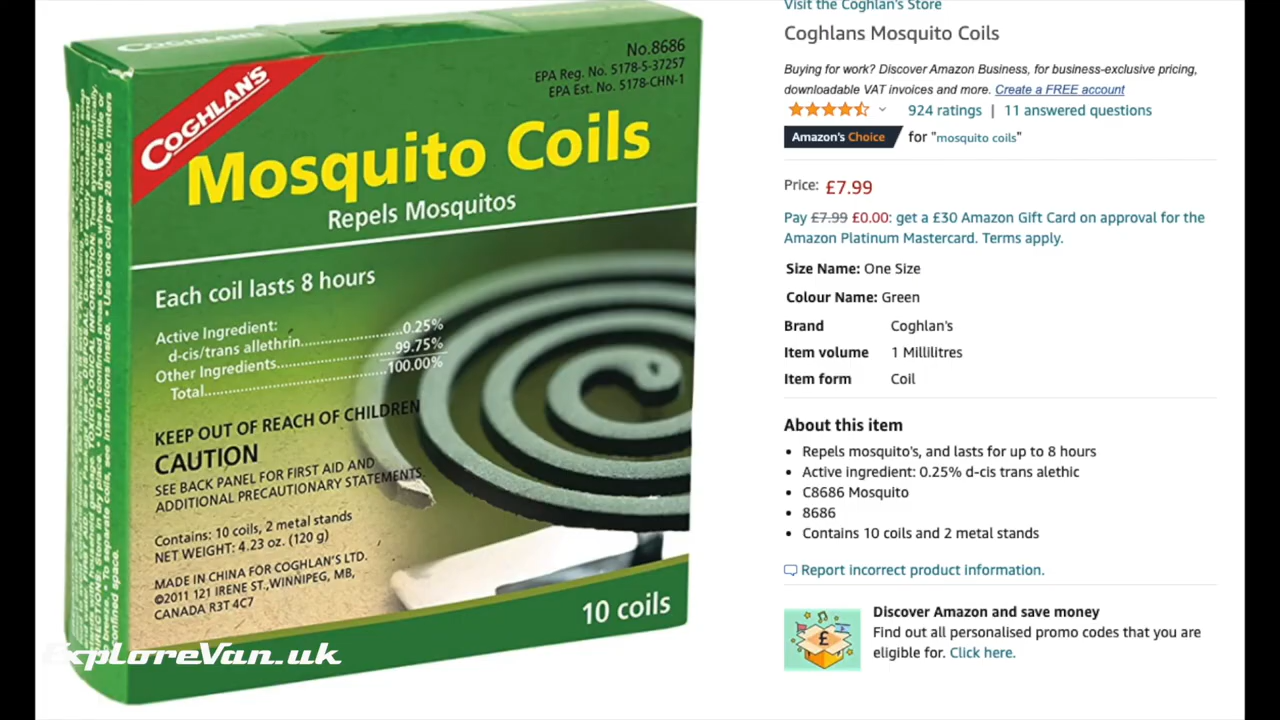 COGHLAN'S
No.8686
EPA Reg. No. 5178-5-37257
EPA Est. No. 5178-CHN-1
COGHLAN'S
Mosquito Coils
Repels Mosquitos
Each coil lasts 8 hours
Active Ingredient:
d-cis/trans allethrin..........................0.25%
Other Ingredients..........................99.75%
Total..........................100.00%
KEEP OUT OF REACH OF CHILDREN
CAUTION
SEE BACK PANEL FOR FIRST AID AND
ADDITIONAL PRECAUTIONARY STATEMENTS.
Contains: 10 coils, 2 metal stands
NET WEIGHT: 4.23 oz. (120 g)
MADE IN CHINA FOR COGHLAN'S LTD.
©2011 121 IRENE ST.,WINNIPEG, MB,
CANADA R3T 4C7
10 coils
ExploreVan.uk
Visit the Coghlan's Store
Coghlans Mosquito Coils
Buying for work? Discover Amazon Business, for business-exclusive pricing,
downloadable VAT invoices and more. Create a FREE account
924 ratings | 11 answered questions
Amazon's Choice for "mosquito coils"
Price: £7.99
Pay £7.99 £0.00: get a £30 Amazon Gift Card on approval for the
Amazon Platinum Mastercard. Terms apply.
Size Name: One Size
Colour Name: Green
Brand Coghlan's
Item volume 1 Millilitres
Item form Coil
About this item
• Repels mosquito's, and lasts for up to 8 hours
• Active ingredient: 0.25% d-cis trans alethic
• C8686 Mosquito
• 8686
• Contains 10 coils and 2 metal stands
Report incorrect product information.
Discover Amazon and save money
Find out all personalised promo codes that you are
eligible for. Click here.